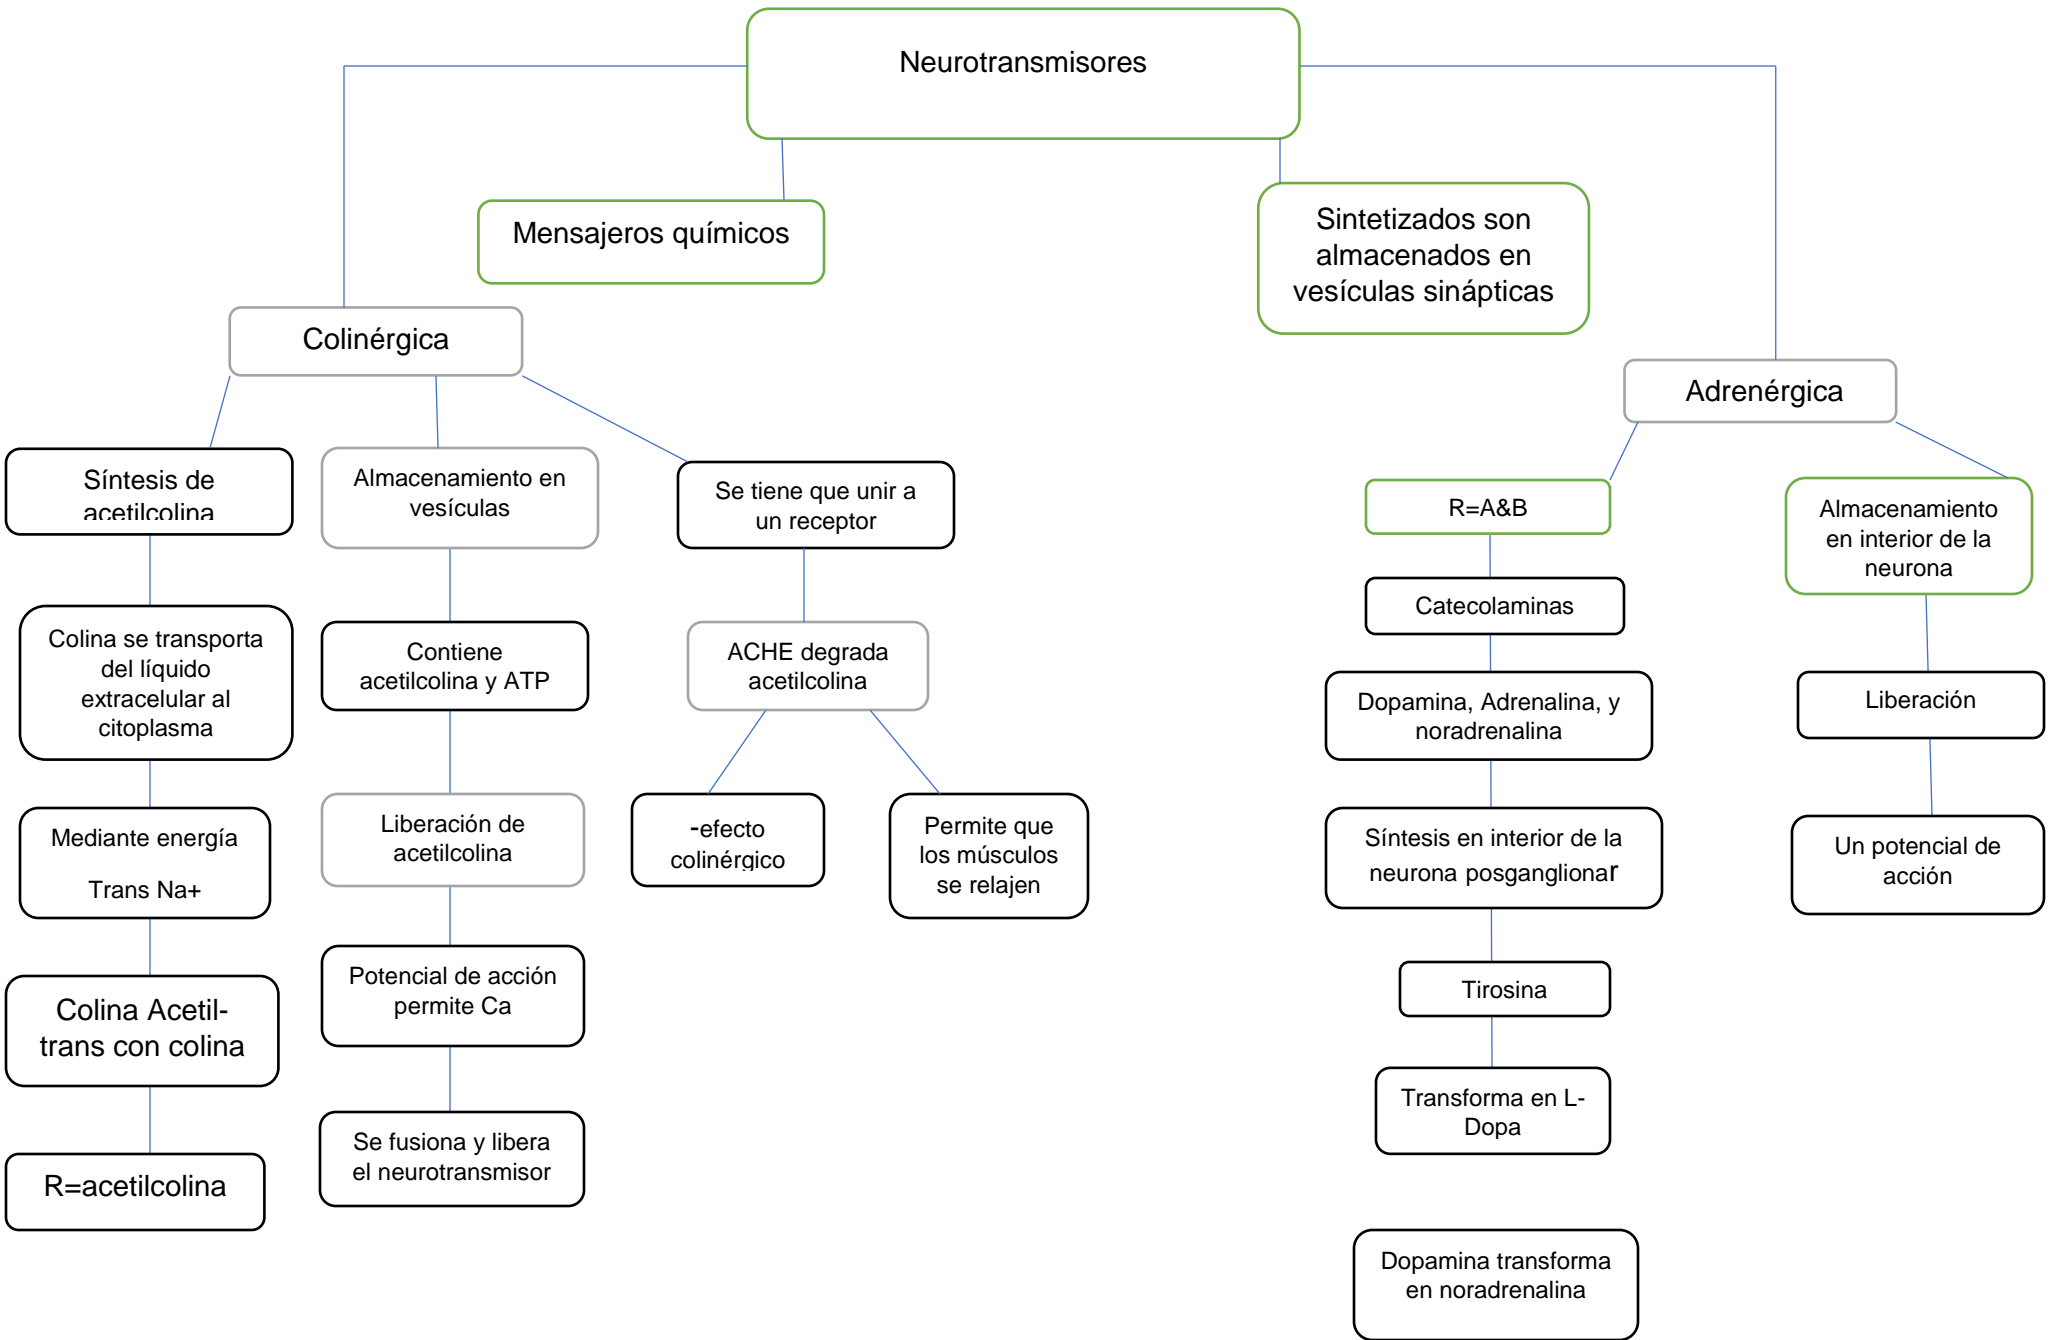 Neurotransmisores
Mensajeros químicos
Sintetizados son
almacenados en
vesículas sinápticas
Colinérgica
Adrenérgica
Síntesis de
acetilcolina
Almacenamiento en
vesículas
Se tiene que unir a
un receptor
R=A&B
Almacenamiento
en interior de la
neurona
Colina se transporta
del líquido
extracelular al
citoplasma
Contiene
acetilcolina y ATP
ACHE degrada
acetilcolina
Catecolaminas
Dopamina, Adrenalina, y
noradrenalina
Liberación
Mediante energía
Trans Na+
Liberación de
acetilcolina
-efecto
colinérgico
Permite que
los músculos
se relajen
Síntesis en interior de la
neurona posganglionar
Un potencial de
acción
Colina Acetil-
trans con colina
Potencial de acción
permite Ca
Tirosina
Transforma en L-
Dopa
R=acetilcolina
Se fusiona y libera
el neurotransmisor
Dopamina transforma
en noradrenalina